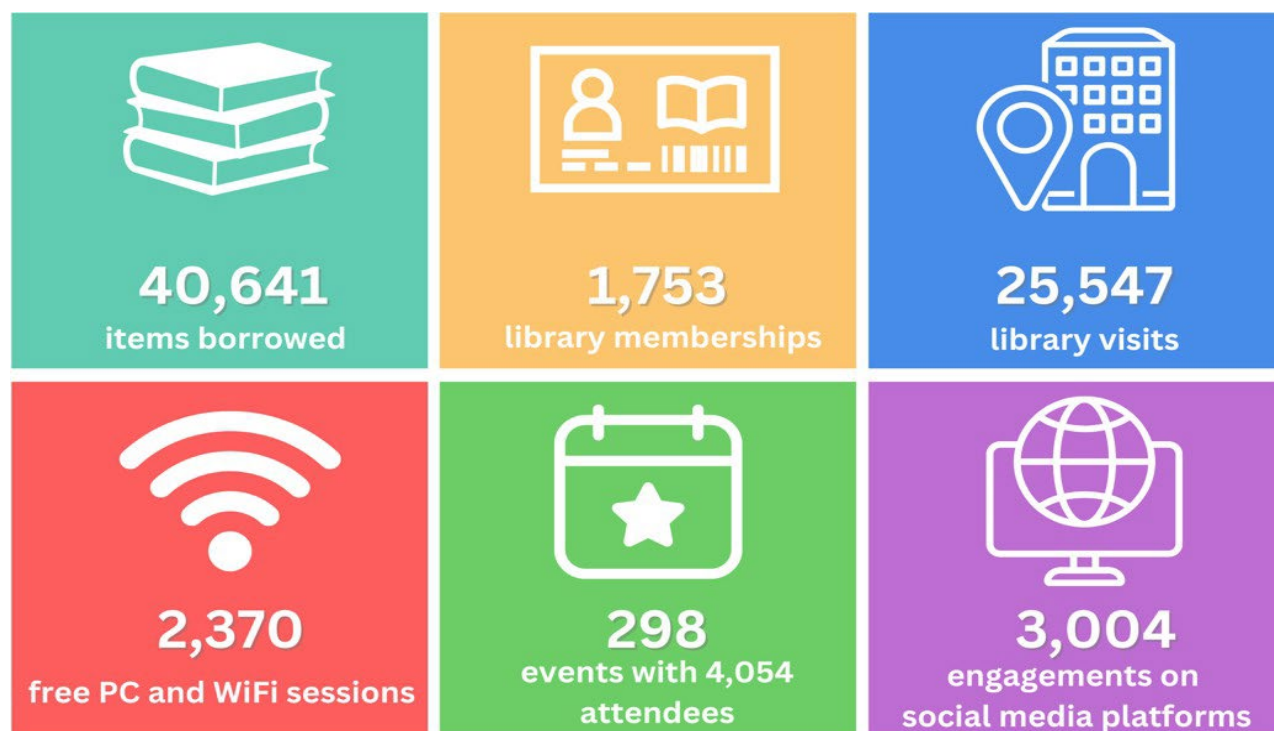 40,641
items borrowed
1,753
library memberships
25,547
library visits
2,370
free PC and WiFi sessions
298
events with 4,054
attendees
3,004
engagements on
social media platforms